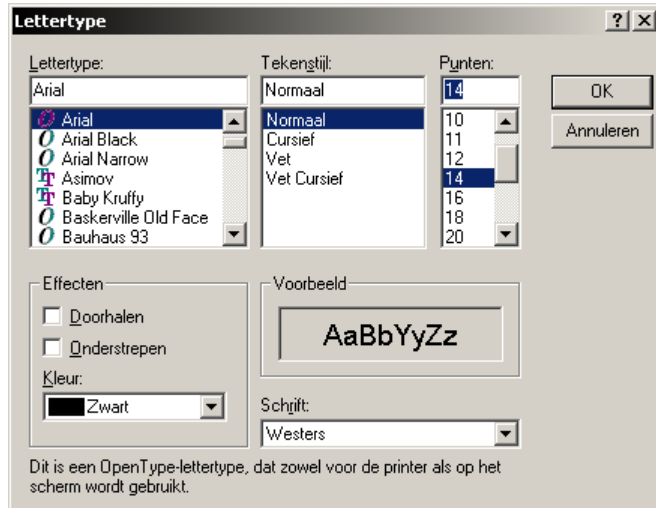 Lettertype
Lettertype:
Arial
Arial
Arial Black
Arial Narrow
Asimov
Baby Kruffy
Baskerville Old Face
Bauhaus 93
Tekenstijl:
Normaal
Normaal
Cursief
Vet
Vet Cursief
Punten:
14
10
11
12
14
16
18
20
OK
Annuleren
Effecten
Doorhalen
Onderstrepen
Kleur:
Zwart
Voorbeeld
AaBbYyZz
Schrift:
Westers
Dit is een OpenType-lettertype, dat zowel voor de printer als op het
scherm wordt gebruikt.